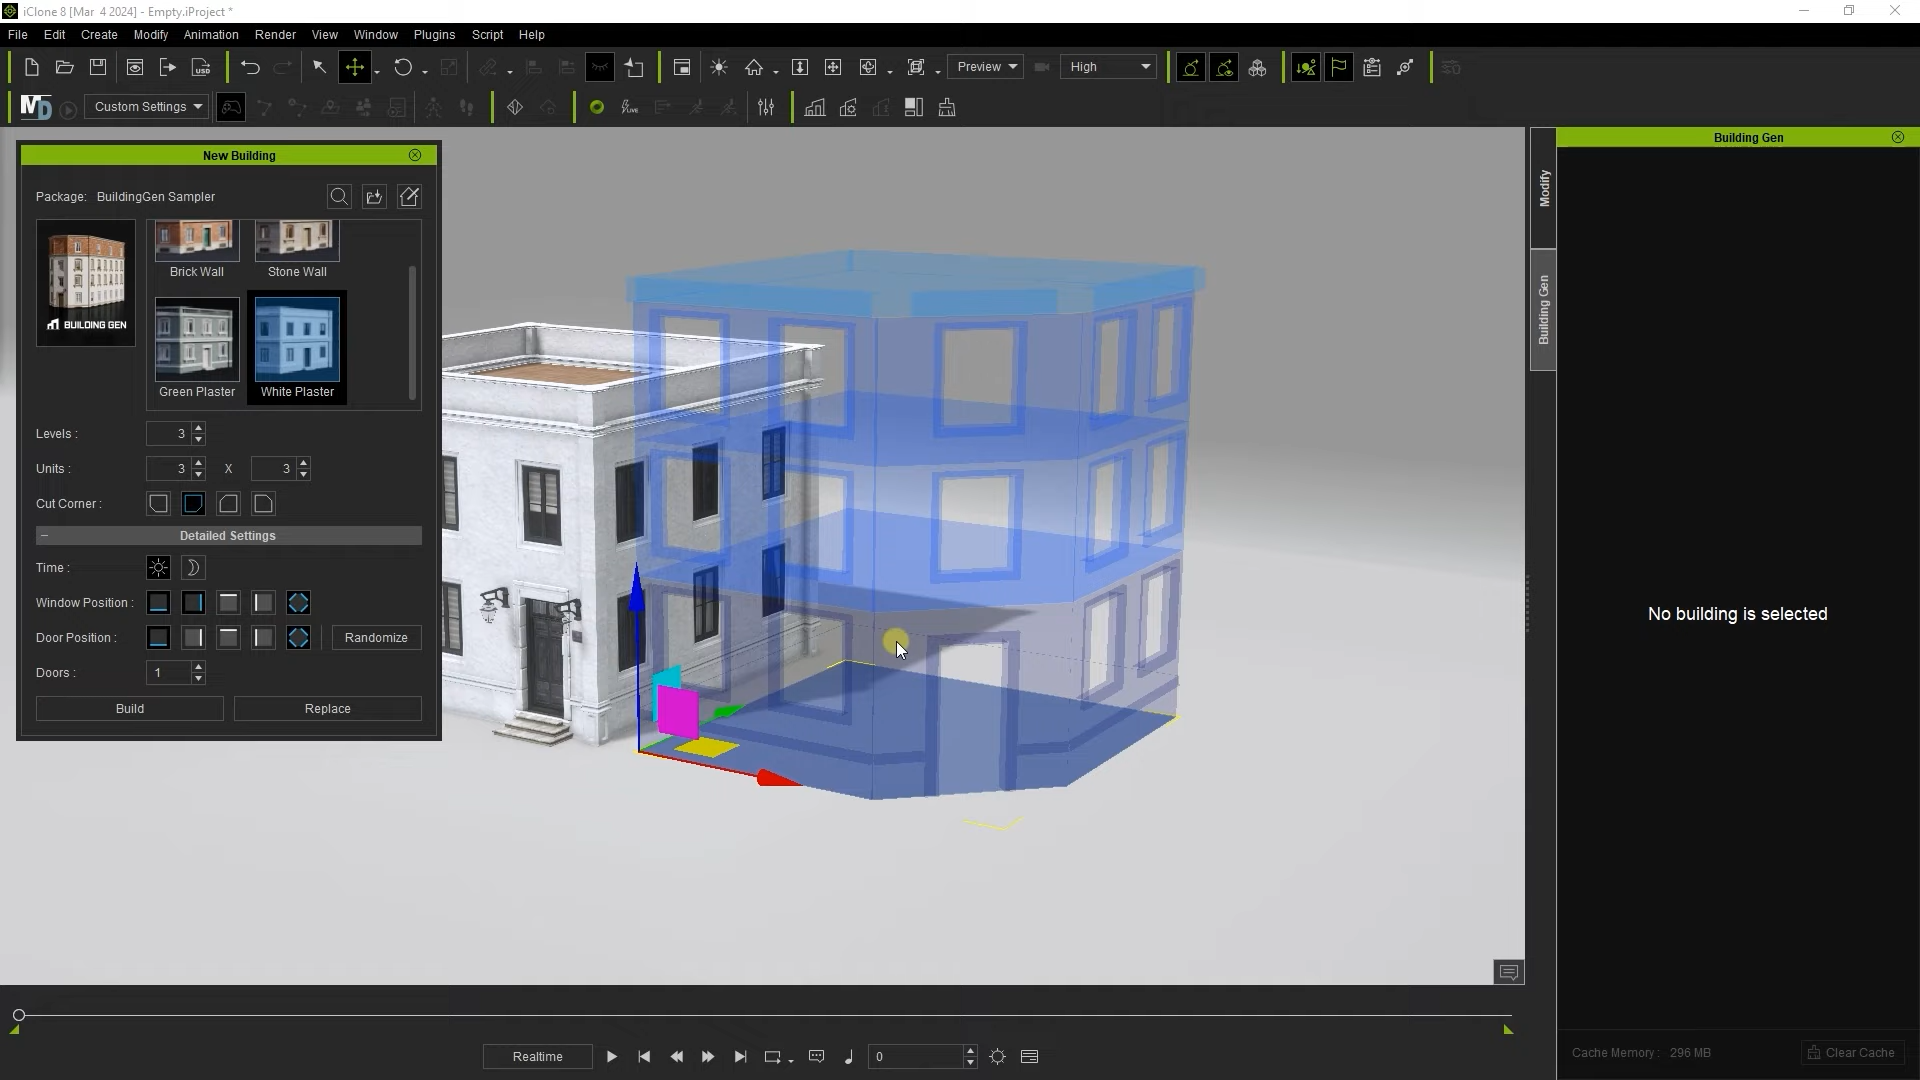 iClone 8 [Mar  4 2024] - Empty.iProject *
File Edit Create Modify Animation Render View Window Plugins Script Help
USD
Preview
High
MD
Custom Settings
LIVE
New Building
Package: BuildingGen Sampler
BUILDING GEN
Brick Wall
Stone Wall
Green Plaster
White Plaster
Levels : 3
Units : 3 X 3
Cut Corner :
Detailed Settings
Time :
Window Position :
Door Position : Randomize
Doors : 1
Build
Replace
Modify
Building Gen
Building Gen
No building is selected
Cache Memory : 296 MB
Clear Cache
Realtime
0